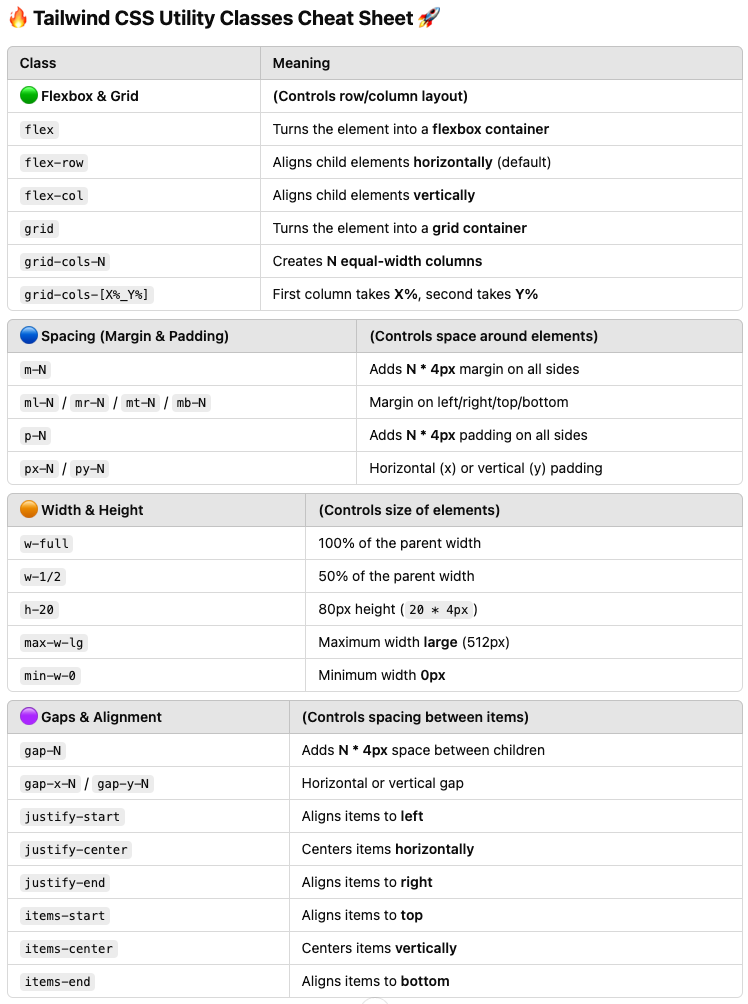 🔥 Tailwind CSS Utility Classes Cheat Sheet 🚀
Class Meaning
🟢 Flexbox & Grid (Controls row/column layout)
flex Turns the element into a flexbox container
flex-row Aligns child elements horizontally (default)
flex-col Aligns child elements vertically
grid Turns the element into a grid container
grid-cols-N Creates N equal-width columns
grid-cols-[X%_Y%] First column takes X%, second takes Y%
🔵 Spacing (Margin & Padding) (Controls space around elements)
m-N Adds N * 4px margin on all sides
ml-N / mr-N / mt-N / mb-N Margin on left/right/top/bottom
p-N Adds N * 4px padding on all sides
px-N / py-N Horizontal (x) or vertical (y) padding
🟠 Width & Height (Controls size of elements)
w-full 100% of the parent width
w-1/2 50% of the parent width
h-20 80px height ( 20 * 4px )
max-w-lg Maximum width large (512px)
min-w-0 Minimum width 0px
🟣 Gaps & Alignment (Controls spacing between items)
gap-N Adds N * 4px space between children
gap-x-N / gap-y-N Horizontal or vertical gap
justify-start Aligns items to left
justify-center Centers items horizontally
justify-end Aligns items to right
items-start Aligns items to top
items-center Centers items vertically
items-end Aligns items to bottom